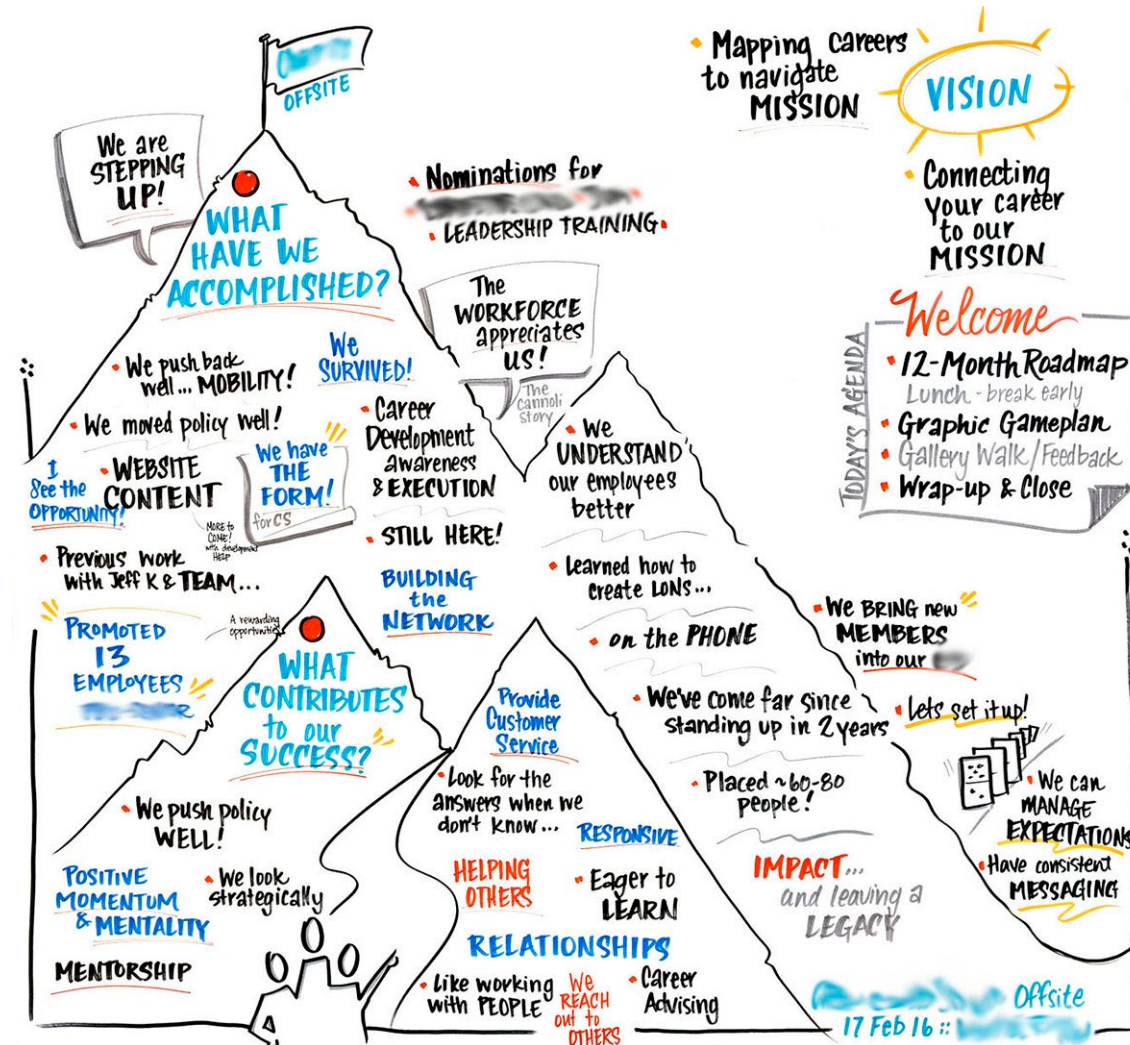 OFFSITE
We are
STEPPING
UP!
WHAT
HAVE WE
ACCOMPLISHED?
• Nominations for
• LEADERSHIP TRAINING •
• Mapping careers
to navigate
MISSION
VISION
• Connecting
your career
to our
MISSION
Welcome
TODAY'S AGENDA
• 12-Month Roadmap
Lunch - break early
• Graphic Gameplan
• Gallery Walk/Feedback
• Wrap-up & Close
The
WORKFORCE
appreciates
US!
The
Cannoli
Story
• We push back
well... MOBILITY!
We
SURVIVED!
• We moved policy well!
• Career
Development
awareness
& EXECUTION
I
See the
OPPORTUNITY!
• WEBSITE
CONTENT
MORE to
COME!
with development
HELP
We have
THE
FORM!
for CS
• STILL HERE!
• Previous work
with Jeff K & TEAM...
BUILDING
the
NETWORK
PROMOTED
13
EMPLOYEES
A rewarding
• We
UNDERSTAND
our employees
better
• Learned how to
create LONs...
• on the PHONE
• We've come far since
standing up in 2 years
• Placed ~60-80
people!
IMPACT...
and leaving a
LEGACY
• We BRING new
MEMBERS
into our
• Lets set it up!
• We can
MANAGE
EXPECTATIONS
• Have consistent
MESSAGING
WHAT
CONTRIBUTES
to our
SUCCESS?
• We push policy
WELL!
POSITIVE
MOMENTUM
& MENTALITY
• We look
strategically
MENTORSHIP
Provide
Customer
Service
• Look for the
answers when we
don't know...
RESPONSIVE
HELPING
OTHERS
• Eager to
LEARN
RELATIONSHIPS
• Like working
with PEOPLE
We
REACH
out to
OTHERS
• Career
Advising
Offsite
17 Feb 16 ::